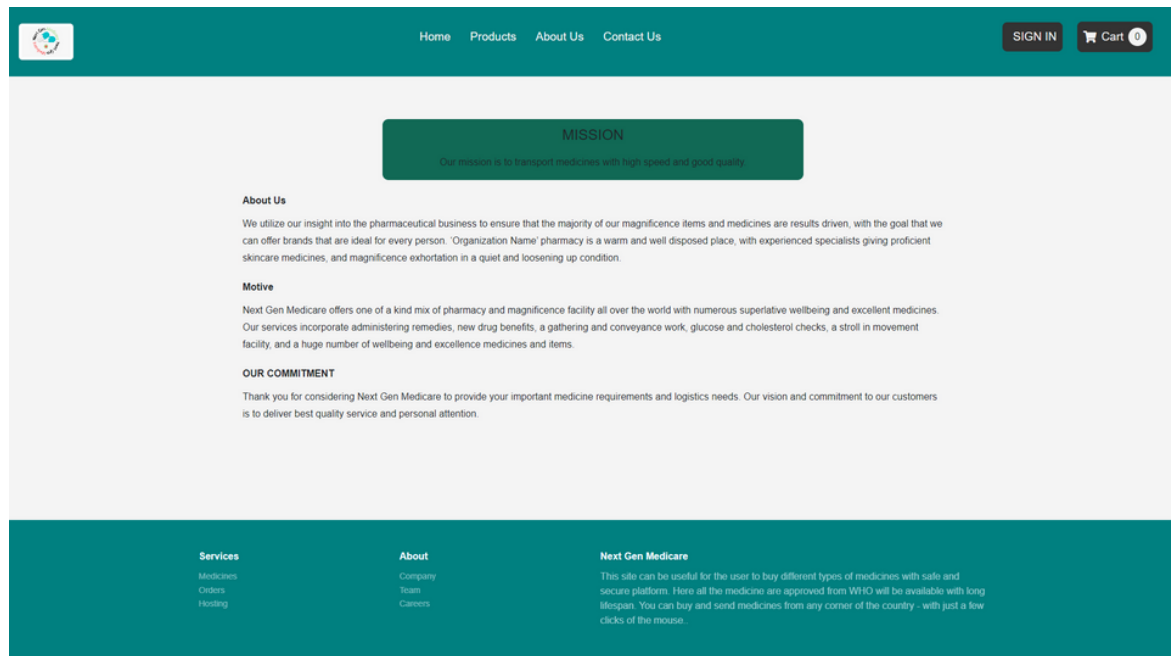 Home Products About Us Contact Us SIGN IN Cart 0
MISSION
Our mission is to transport medicines with high speed and good quality.
About Us
We utilize our insight into the pharmaceutical business to ensure that the majority of our magnificence items and medicines are results driven, with the goal that we
can offer brands that are ideal for every person. 'Organization Name' pharmacy is a warm and well disposed place, with experienced specialists giving proficient
skincare medicines, and magnificence exhortation in a quiet and loosening up condition.
Motive
Next Gen Medicare offers one of a kind mix of pharmacy and magnificence facility all over the world with numerous superlative wellbeing and excellent medicines.
Our services incorporate administering remedies, new drug benefits, a gathering and conveyance work, glucose and cholesterol checks, a stroll in movement
facility, and a huge number of wellbeing and excellence medicines and items.
OUR COMMITMENT
Thank you for considering Next Gen Medicare to provide your important medicine requirements and logistics needs. Our vision and commitment to our customers
is to deliver best quality service and personal attention.
Services
Medicines
Orders
Hosting
About
Company
Team
Careers
Next Gen Medicare
This site can be useful for the user to buy different types of medicines with safe and
secure platform. Here all the medicine are approved from WHO will be available with long
lifespan. You can buy and send medicines from any corner of the country - with just a few
clicks of the mouse..